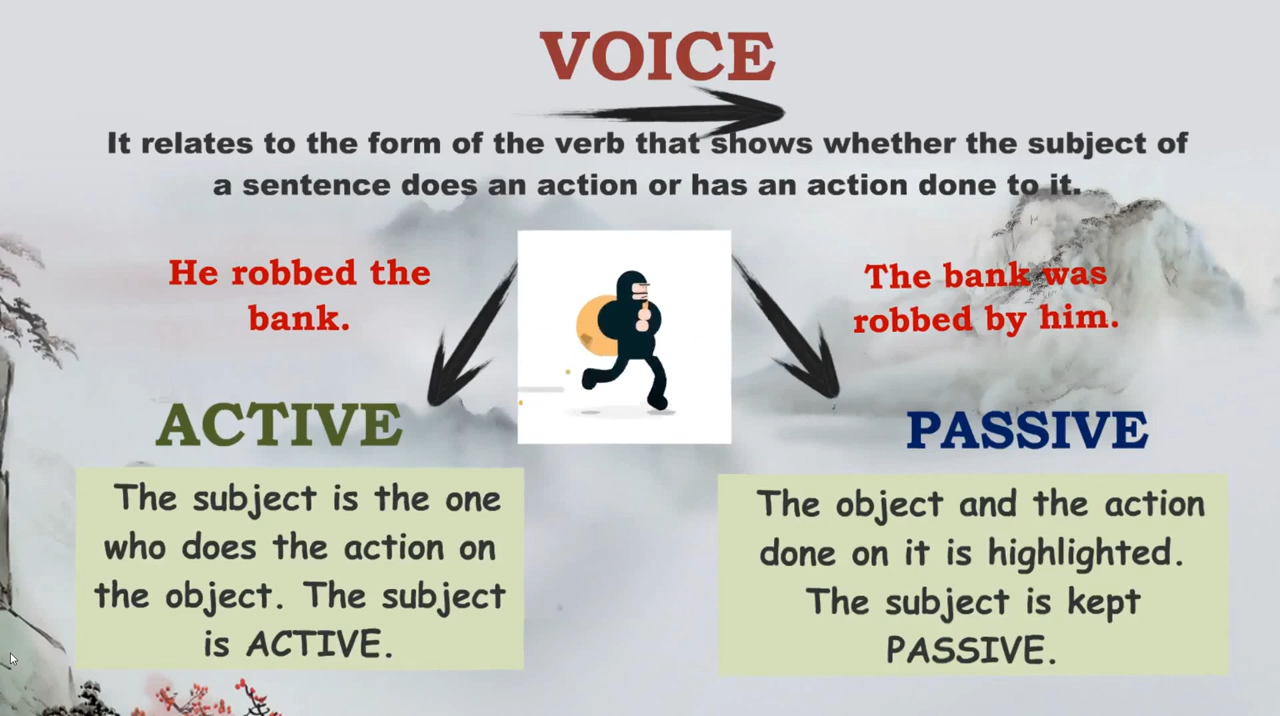 VOICE
It relates to the form of the verb that shows whether the subject of
a sentence does an action or has an action done to it.
He robbed the
bank.
The bank was
robbed by him.
ACTIVE
PASSIVE
The subject is the one
who does the action on
the object. The subject
is ACTIVE.
The object and the action
done on it is highlighted.
The subject is kept
PASSIVE.